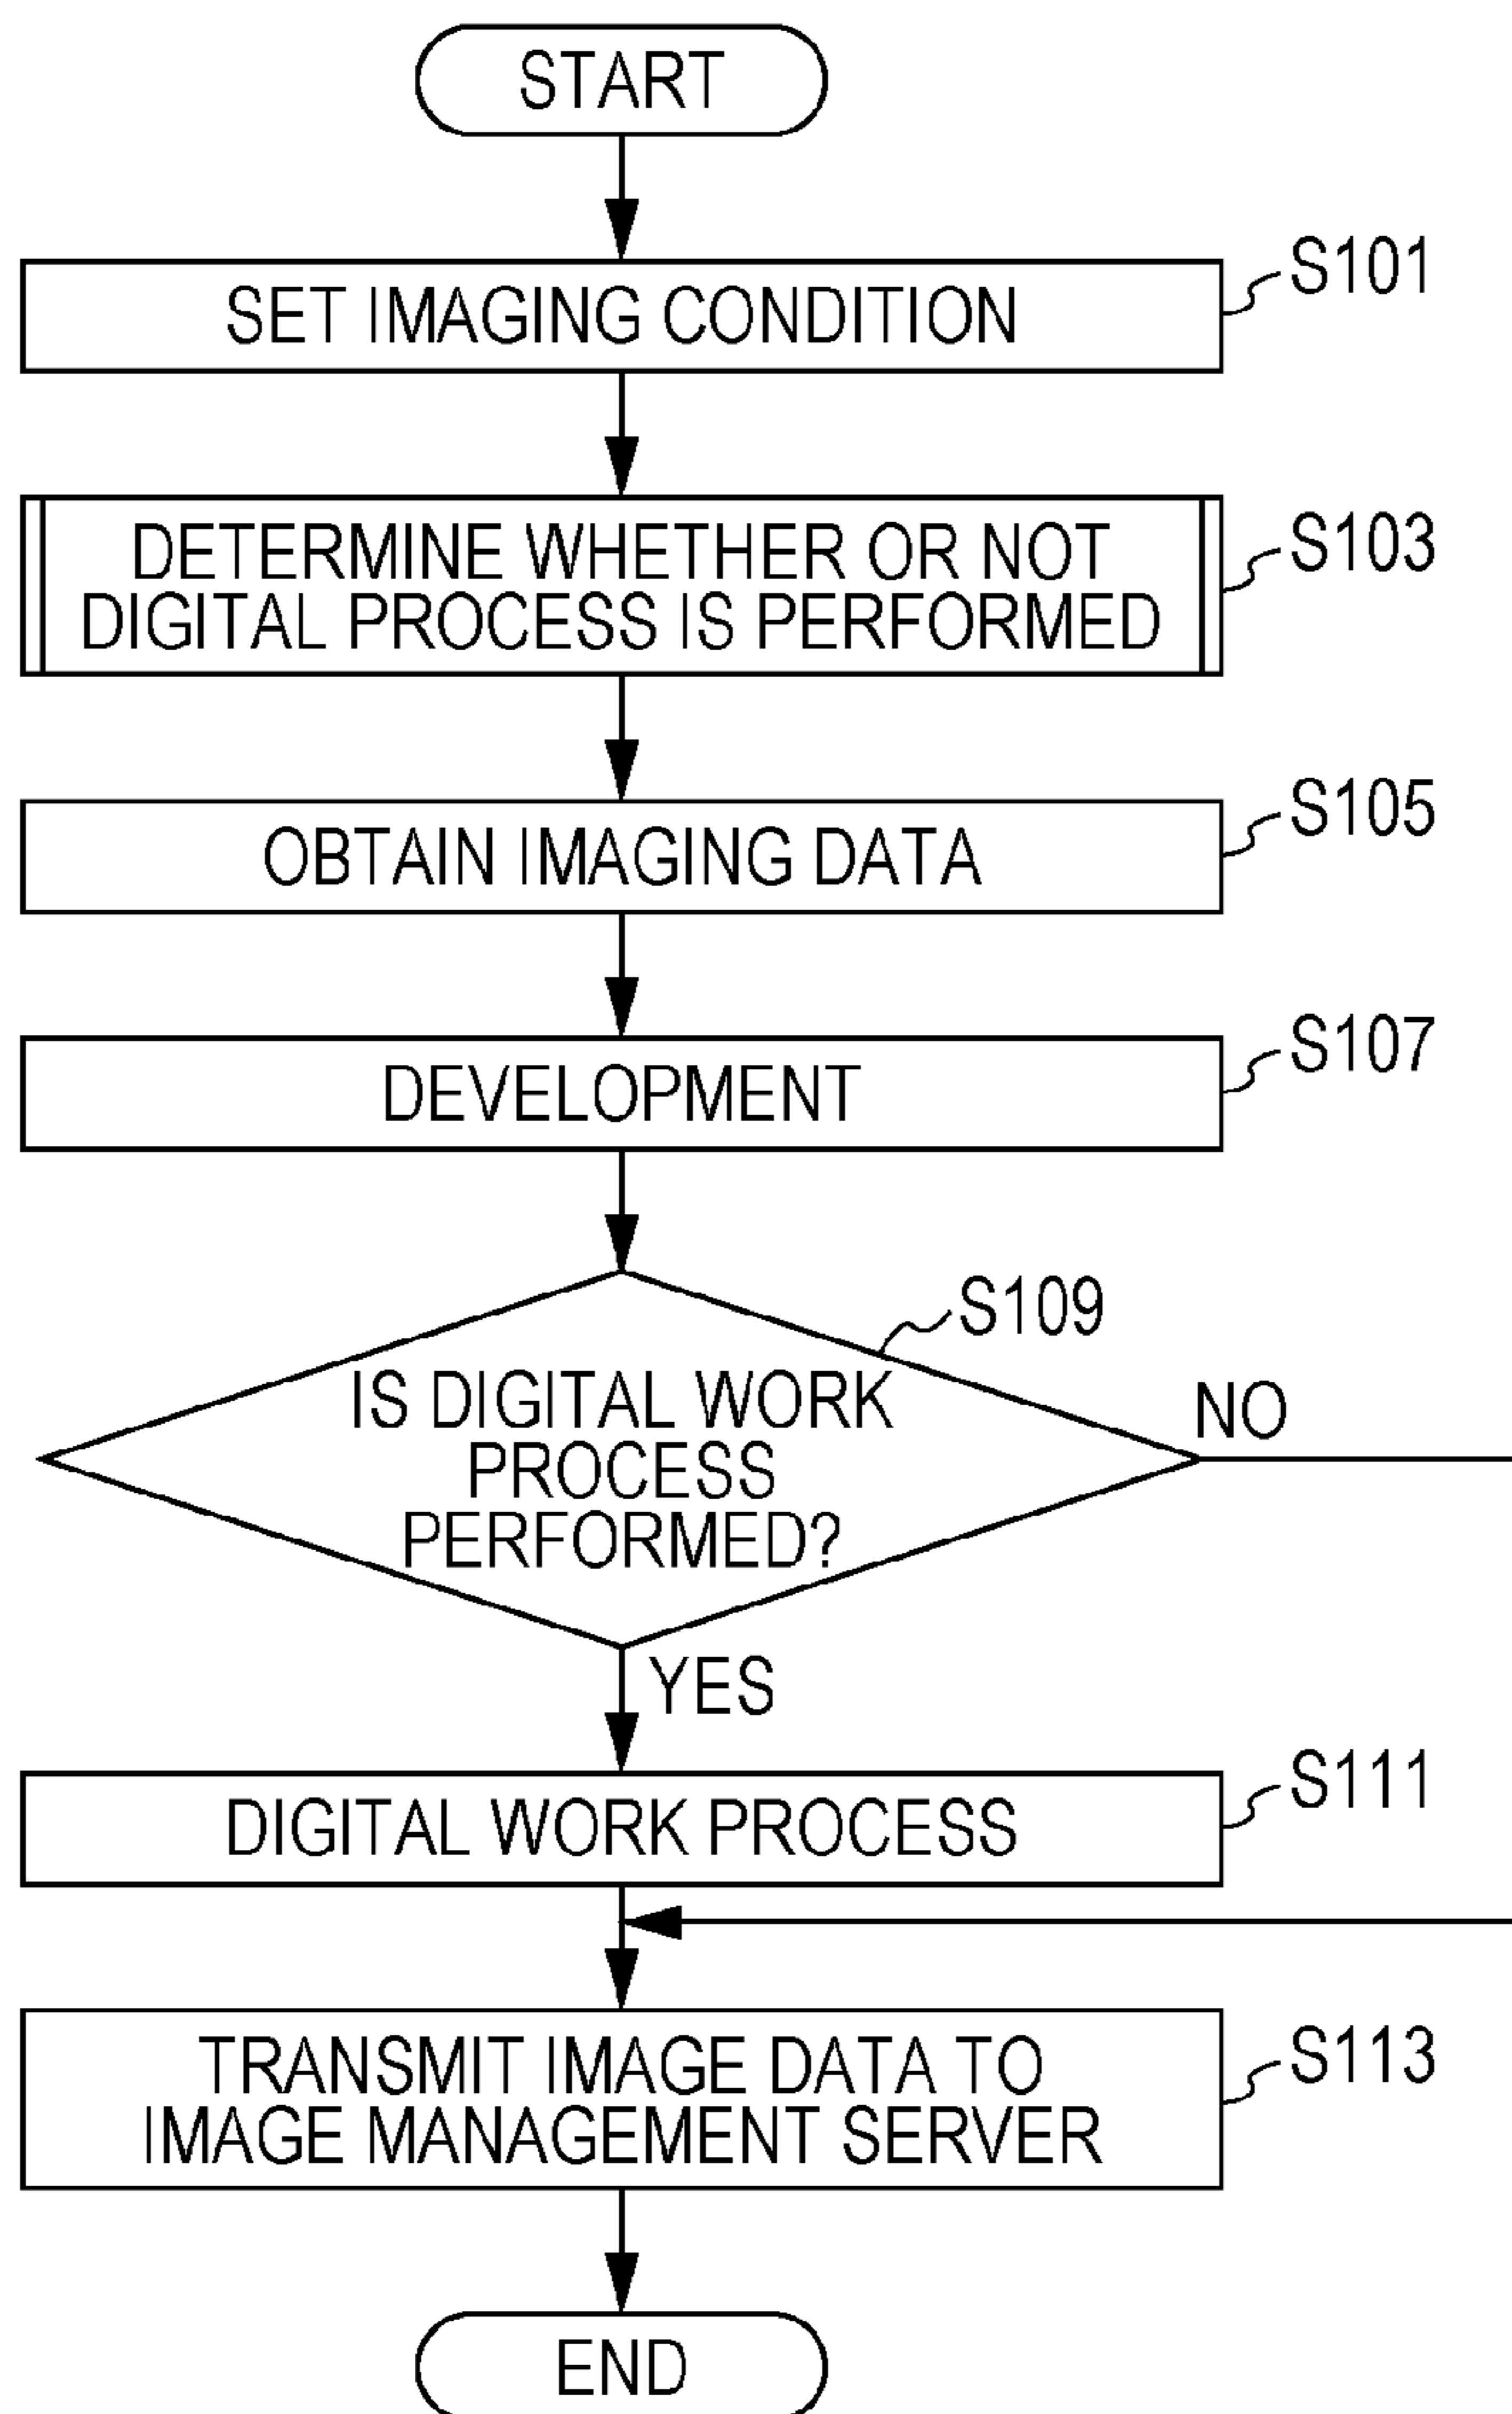 START
SET IMAGING CONDITION
S101
DETERMINE WHETHER OR NOT
DIGITAL PROCESS IS PERFORMED
S103
OBTAIN IMAGING DATA
S105
DEVELOPMENT
S107
S109
IS DIGITAL WORK
PROCESS
PERFORMED?
NO
YES
DIGITAL WORK PROCESS
S111
TRANSMIT IMAGE DATA TO
IMAGE MANAGEMENT SERVER
S113
END